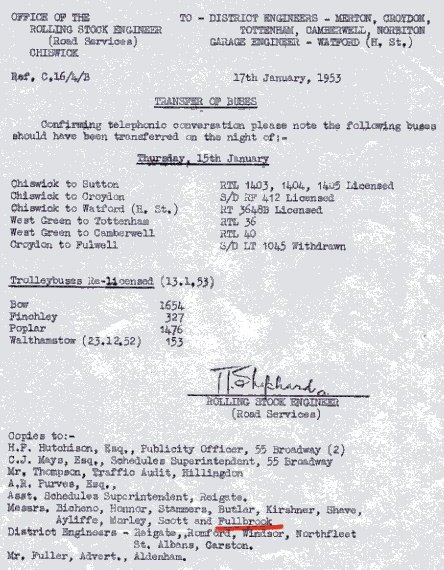 OFFICE OF THE
ROLLING STOCK ENGINEER
(Road Services)
CHISWICK
TO - DISTRICT ENGINEERS - MERTON, CROYDON,
TOTTENHAM, CAMBERWELL, NORBITON
GARAGE ENGINEER - WATFORD (H. St.)
Ref. C.16/4/B
17th January, 1953
TRANSFER OF BUSES
Confirming telephonic conversation please note the following buses
should have been transferred on the night of:-
Thursday, 15th January
Chiswick to Sutton RTL 1403, 1404, 1405 Licensed
Chiswick to Croydon S/D RF 412 Licensed
Chiswick to Watford (H. St.) RT 3648B Licensed
West Green to Tottenham RTL 36
West Green to Camberwell RTL 40
Croydon to Fulwell S/D LT 1045 Withdrawn
Trolleybuses Re-licensed (13.1.53)
Bow 1654
Finchley 327
Poplar 1476
Walthamstow (23.12.52) 153
T. Shephard
ROLLING STOCK ENGINEER
(Road Services)
Copies to:-
H.F. Hutchison, Esq., Publicity Officer, 55 Broadway (2)
C.J. Mays, Esq., Schedules Superintendent, 55 Broadway
Mr. Thompson, Traffic Audit, Hillingdon
A.R. Purves, Esq.,
Asst. Schedules Superintendent, Reigate.
Messrs. Bicheno, Honnor, Stammers, Butlar, Kirshner, Shave,
Ayliffe, Morley, Scott and Fullbrook
District Engineers - Reigate,,Romford, Windsor, Northfleet
St. Albans, Garston.
Mr. Fuller, Advert., Aldenham.